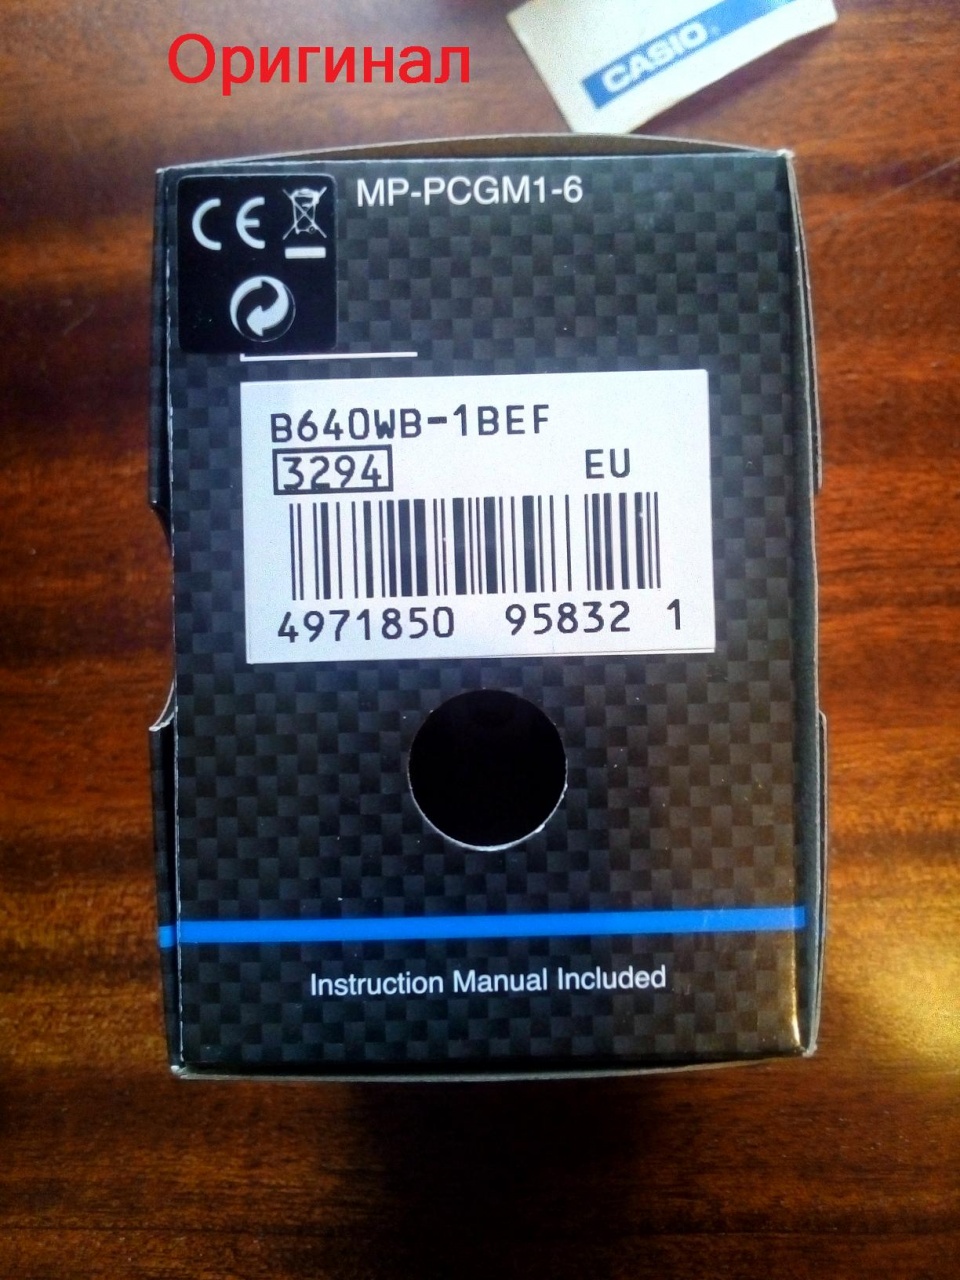 Оригинал
CASIO
CE
MP-PCGM1-6
B640WB-1BEF
3294 EU
4971850 95832 1
Instruction Manual Included